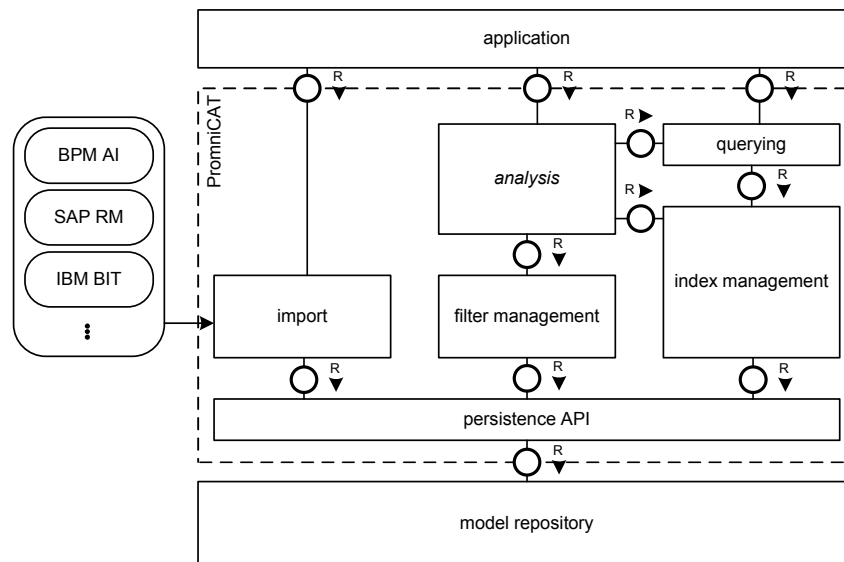 application
R
R
R
PromniCAT
BPM AI
SAP RM
IBM BIT
analysis
R
querying
R
R
index management
R
import
filter management
R
R
R
persistence API
R
model repository